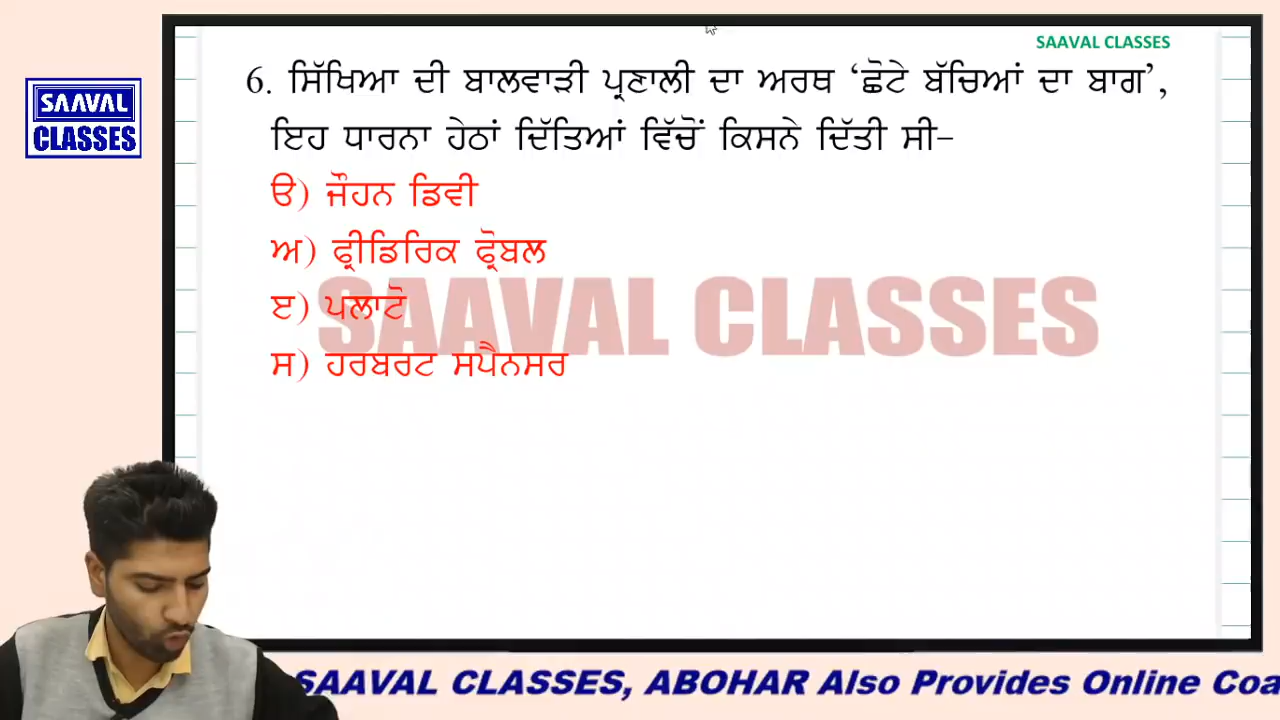 SAAVAL CLASSES
SAAVAL
CLASSES
6. ਸਿੱਖਿਆ ਦੀ ਬਾਲਵਾੜੀ ਪ੍ਰਣਾਲੀ ਦਾ ਅਰਥ ‘ਛੋਟੇ ਬੱਚਿਆਂ ਦਾ ਬਾਗ’,
ਇਹ ਧਾਰਨਾ ਹੇਠਾਂ ਦਿੱਤਿਆਂ ਵਿੱਚੋਂ ਕਿਸਨੇ ਦਿੱਤੀ ਸੀ-
ੳ) ਜੌਹਨ ਡਿਵੀ
ਅ) ਫ੍ਰੀਡਿਰਿਕ ਫ੍ਰੋਬਲ
ੲ) ਪਲਾਟੋ
SAAVAL CLASSES
ਸ) ਹਰਬਰਟ ਸਪੈਨਸਰ
SAAVAL CLASSES, ABOHAR Also Provides Online Coa